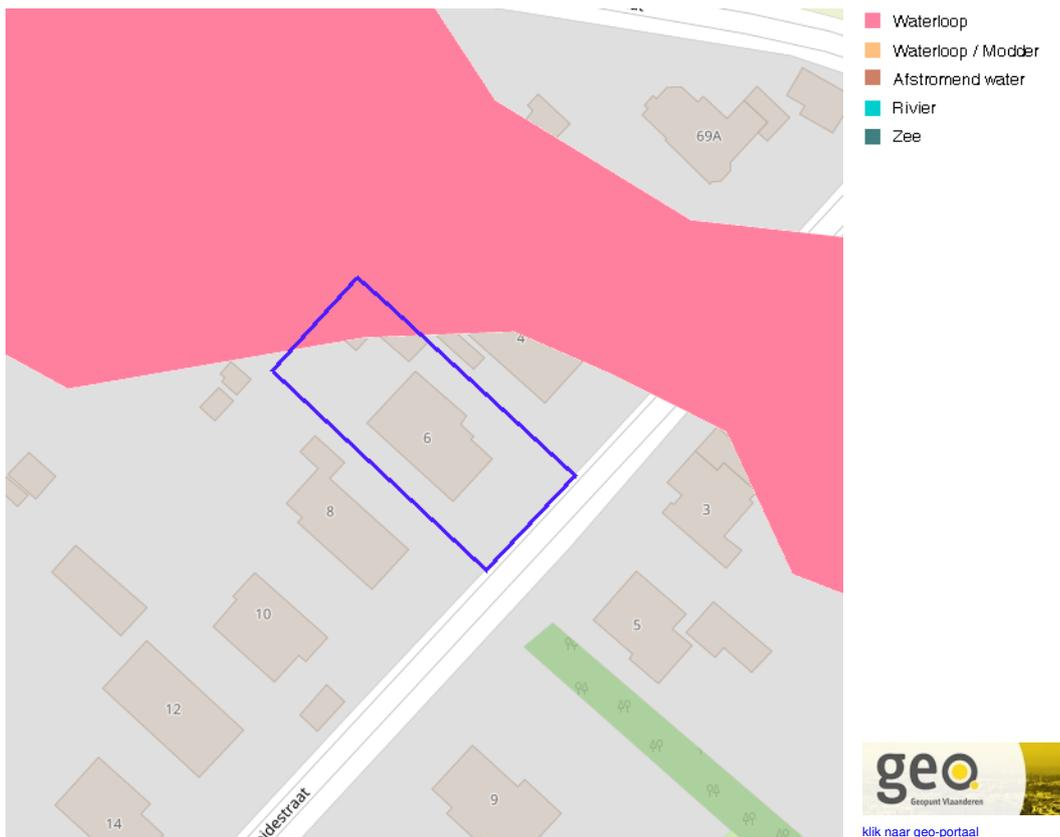 Waterloop
Waterloop / Modder
Afstromend water
Rivier
Zee
69A
4
6
8
3
10
5
12
9
14
geo
Geopunt Vlaanderen
klik naar geo-portaal